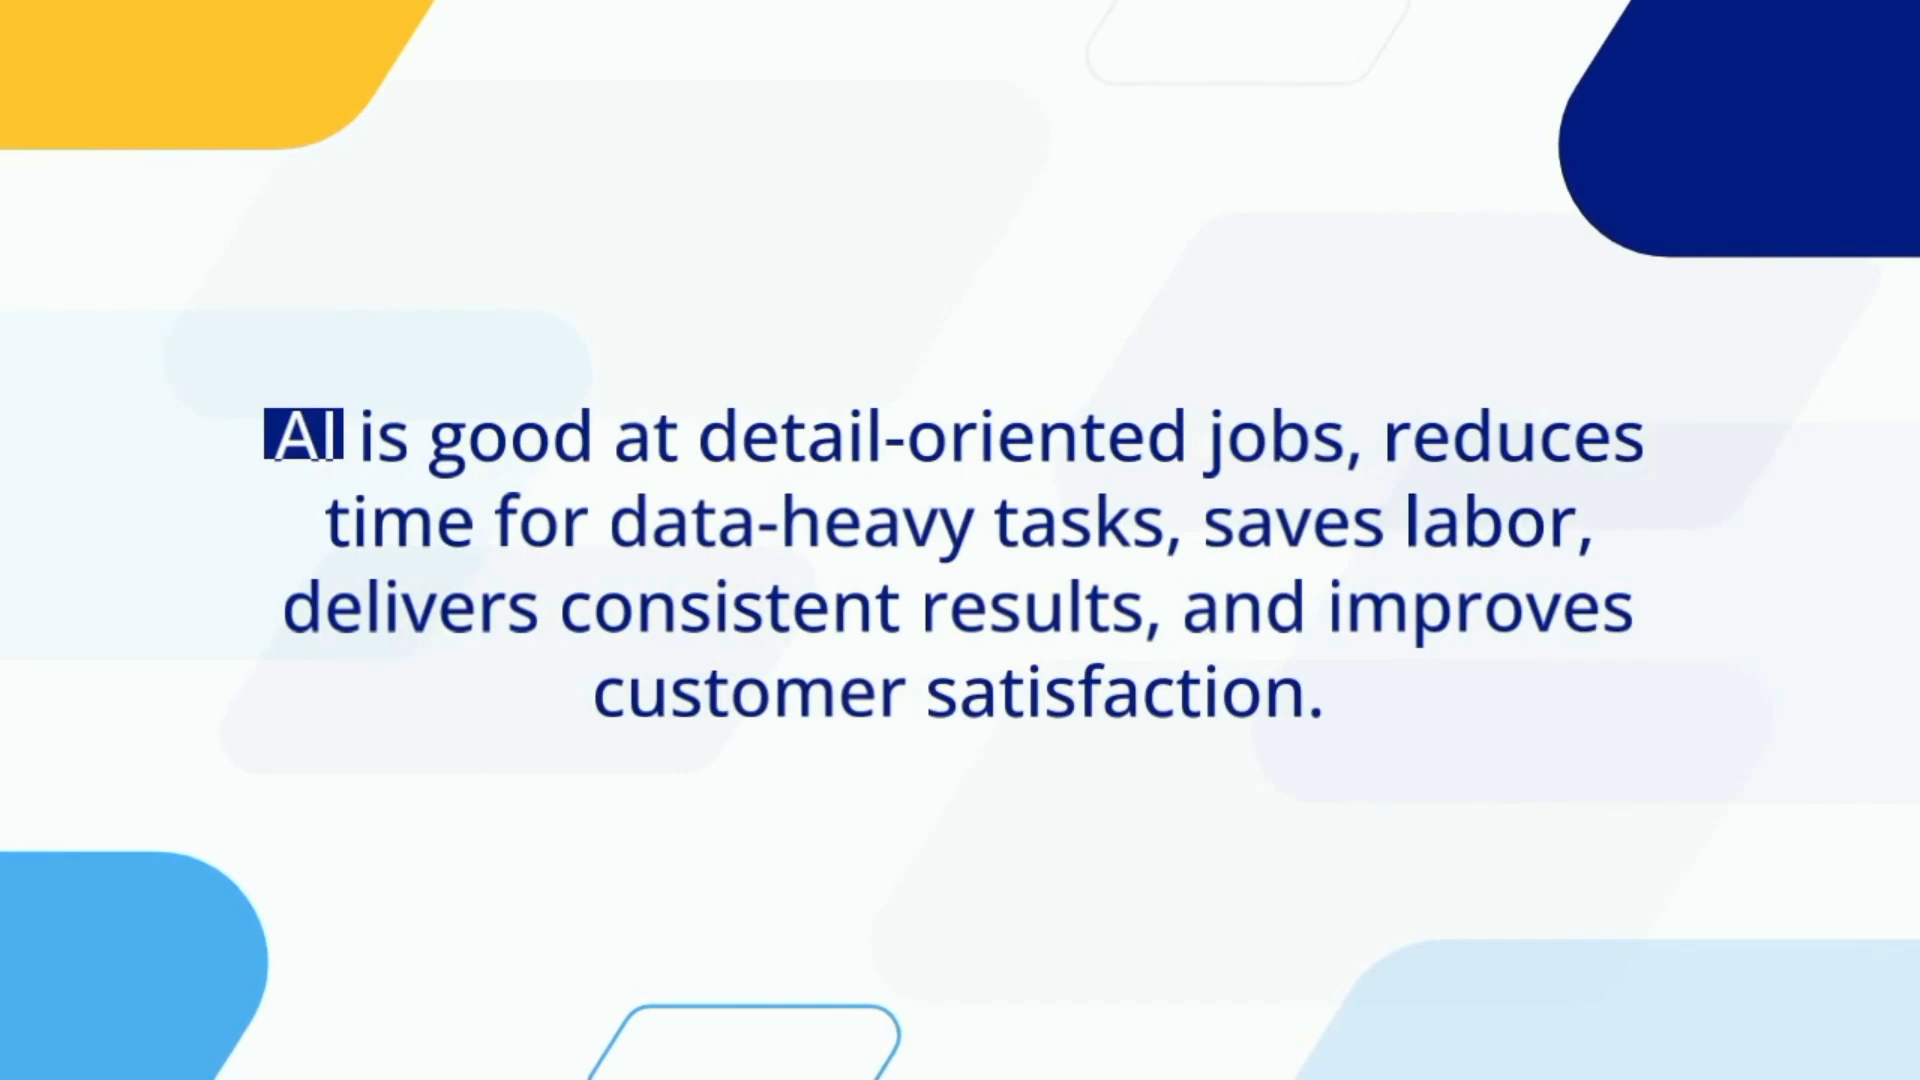 AI is good at detail-oriented jobs, reduces
time for data-heavy tasks, saves labor,
delivers consistent results, and improves
customer satisfaction.